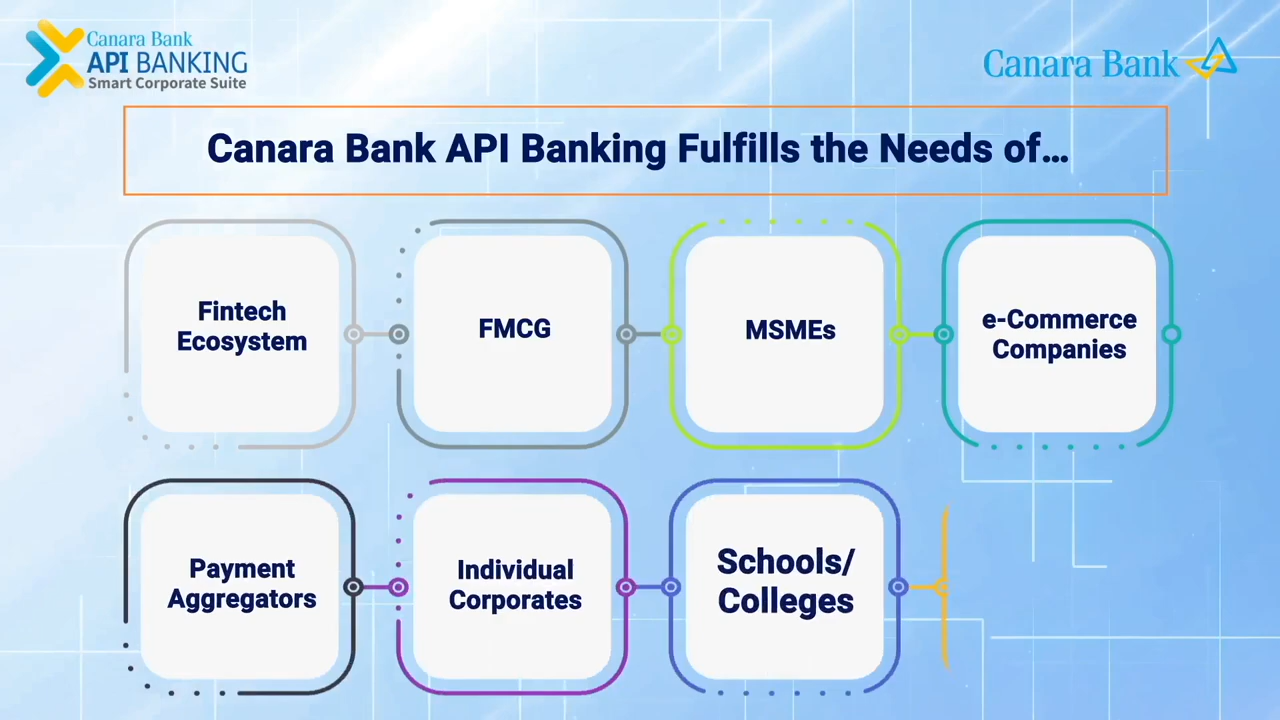 Canara Bank
API BANKING
Smart Corporate Suite
Canara Bank
Canara Bank API Banking Fulfills the Needs of...
Fintech
Ecosystem
FMCG
MSMEs
e-Commerce
Companies
Payment
Aggregators
Individual
Corporates
Schools/
Colleges